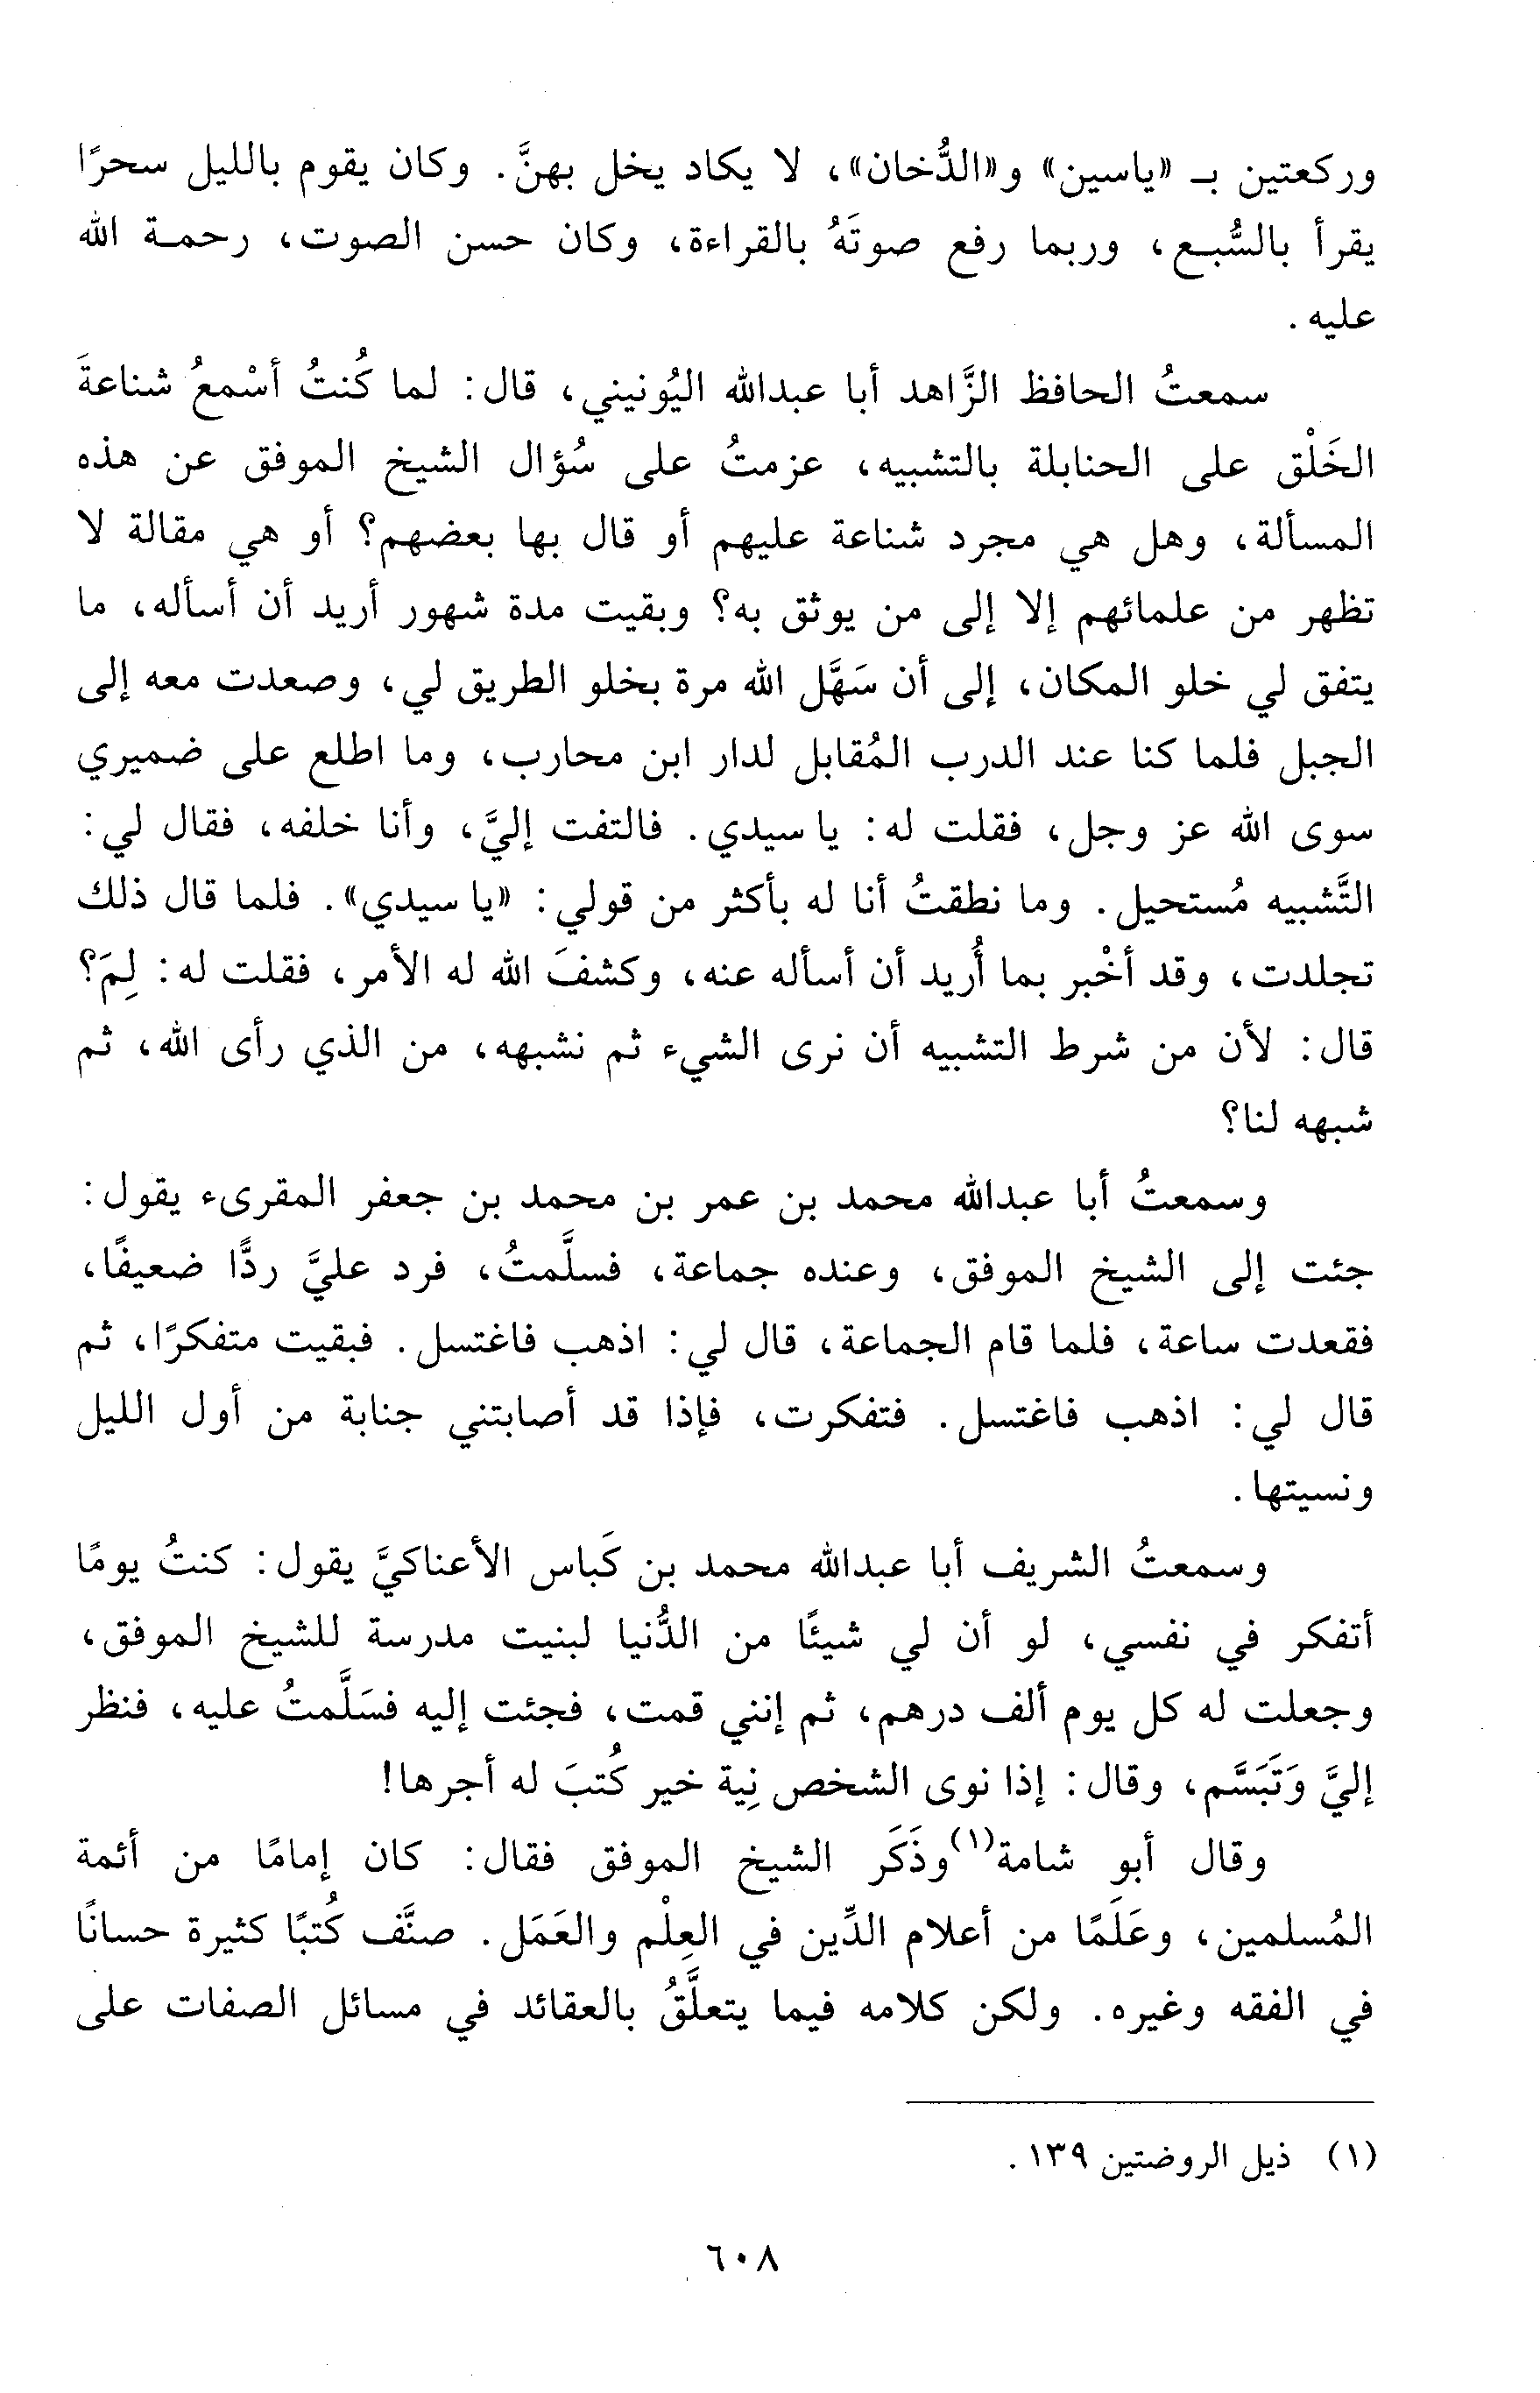 وركعتين بـ «ياسين» و«الدُّخان»، لا يكاد يخل بهنَّ. وكان يقوم بالليل سحرًا
يقرأ بالسُّبع، وربما رفع صوتَهُ بالقراءة، وكان حسن الصوت، رحمة الله
عليه.
سمعتُ الحافظ الزَّاهد أبا عبدالله اليُونيني، قال: لما كُنتُ أسْمعُ شناعةَ
الخَلْق على الحنابلة بالتشبيه، عزمتُ على سُؤال الشيخ الموفق عن هذه
المسألة، وهل هي مجرد شناعة عليهم أو قال بها بعضهم؟ أو هي مقالة لا
تظهر من علمائهم إلا إلى من يوثق به؟ وبقيت مدة شهور أريد أن أسأله، ما
يتفق لي خلو المكان، إلى أن سَهَّل الله مرة بخلو الطريق لي، وصعدت معه إلى
الجبل فلما كنا عند الدرب المُقابل لدار ابن محارب، وما اطلع على ضميري
سوى الله عز وجل، فقلت له: يا سيدي. فالتفت إليَّ، وأنا خلفه، فقال لي:
التَّشبيه مُستحيل. وما نطقتُ أنا له بأكثر من قولي: «يا سيدي». فلما قال ذلك
تجلدت، وقد أخْبر بما أُريد أن أسأله عنه، وكشفَ الله له الأمر، فقلت له: لِمَ؟
قال: لأن من شرط التشبيه أن نرى الشيء ثم نشبهه، من الذي رأى الله، ثم
شبهه لنا؟
وسمعتُ أبا عبدالله محمد بن عمر بن محمد بن جعفر المقرىء يقول:
جئت إلى الشيخ الموفق، وعنده جماعة، فسلَّمتُ، فرد عليَّ ردًّا ضعيفًا،
فقعدت ساعة، فلما قام الجماعة، قال لي: اذهب فاغتسل. فبقيت متفكرًا، ثم
قال لي: اذهب فاغتسل. فتفكرت، فإذا قد أصابتني جنابة من أول الليل
ونسيتها.
وسمعتُ الشريف أبا عبدالله محمد بن كَباس الأعناكيَّ يقول: كنتُ يومًا
أتفكر في نفسي، لو أن لي شيئًا من الدُّنيا لبنيت مدرسة للشيخ الموفق،
وجعلت له كل يوم ألف درهم، ثم إنني قمت، فجئت إليه فسَلَّمتُ عليه، فنظر
إليَّ وَتَبَسَّم، وقال: إذا نوى الشخص نِية خير كُتبَ له أجرها!
وقال أبو شامة(١) وذَكَر الشيخ الموفق فقال: كان إمامًا من أئمة
المُسلمين، وعَلَمًا من أعلام الدِّين في العِلْم والعَمَل. صنَّف كُتبًا كثيرة حسانًا
في الفقه وغيره. ولكن كلامه فيما يتعلَّقُ بالعقائد في مسائل الصفات على
(١) ذيل الروضتين ١٣٩.
٦٠٨